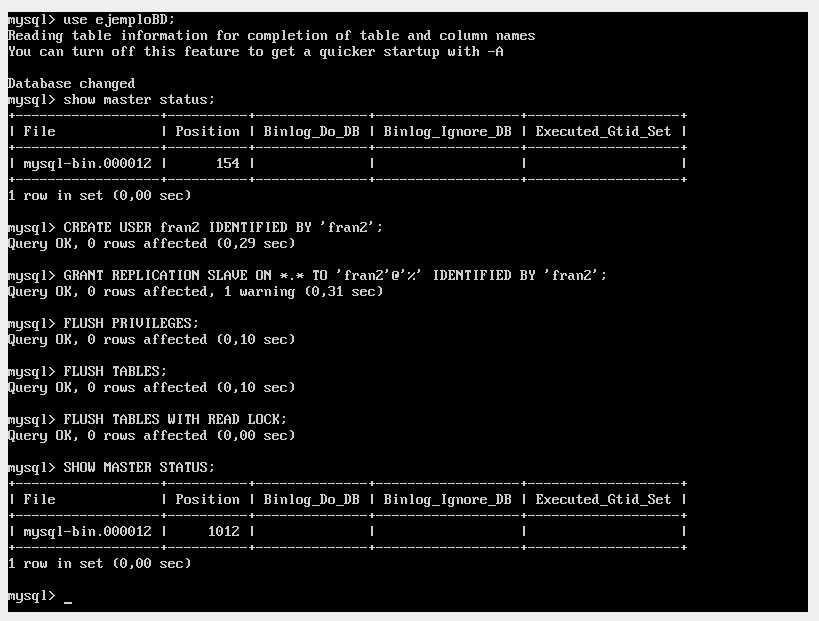 mysql> use ejemploBD;
Reading table information for completion of table and column names
You can turn off this feature to get a quicker startup with -A
Database changed
mysql> show master status;
+------------------+----------+--------------+------------------+-------------------+
| File             | Position | Binlog_Do_DB | Binlog_Ignore_DB | Executed_Gtid_Set |
+------------------+----------+--------------+------------------+-------------------+
| mysql-bin.000012 |      154 |              |                  |                   |
+------------------+----------+--------------+------------------+-------------------+
1 row in set (0,00 sec)
mysql> CREATE USER fran2 IDENTIFIED BY 'fran2';
Query OK, 0 rows affected (0,29 sec)
mysql> GRANT REPLICATION SLAVE ON *.* TO 'fran2'@'%' IDENTIFIED BY 'fran2';
Query OK, 0 rows affected, 1 warning (0,31 sec)
mysql> FLUSH PRIVILEGES;
Query OK, 0 rows affected (0,10 sec)
mysql> FLUSH TABLES;
Query OK, 0 rows affected (0,10 sec)
mysql> FLUSH TABLES WITH READ LOCK;
Query OK, 0 rows affected (0,00 sec)
mysql> SHOW MASTER STATUS;
+------------------+----------+--------------+------------------+-------------------+
| File             | Position | Binlog_Do_DB | Binlog_Ignore_DB | Executed_Gtid_Set |
+------------------+----------+--------------+------------------+-------------------+
| mysql-bin.000012 |     1012 |              |                  |                   |
+------------------+----------+--------------+------------------+-------------------+
1 row in set (0,00 sec)
mysql> _